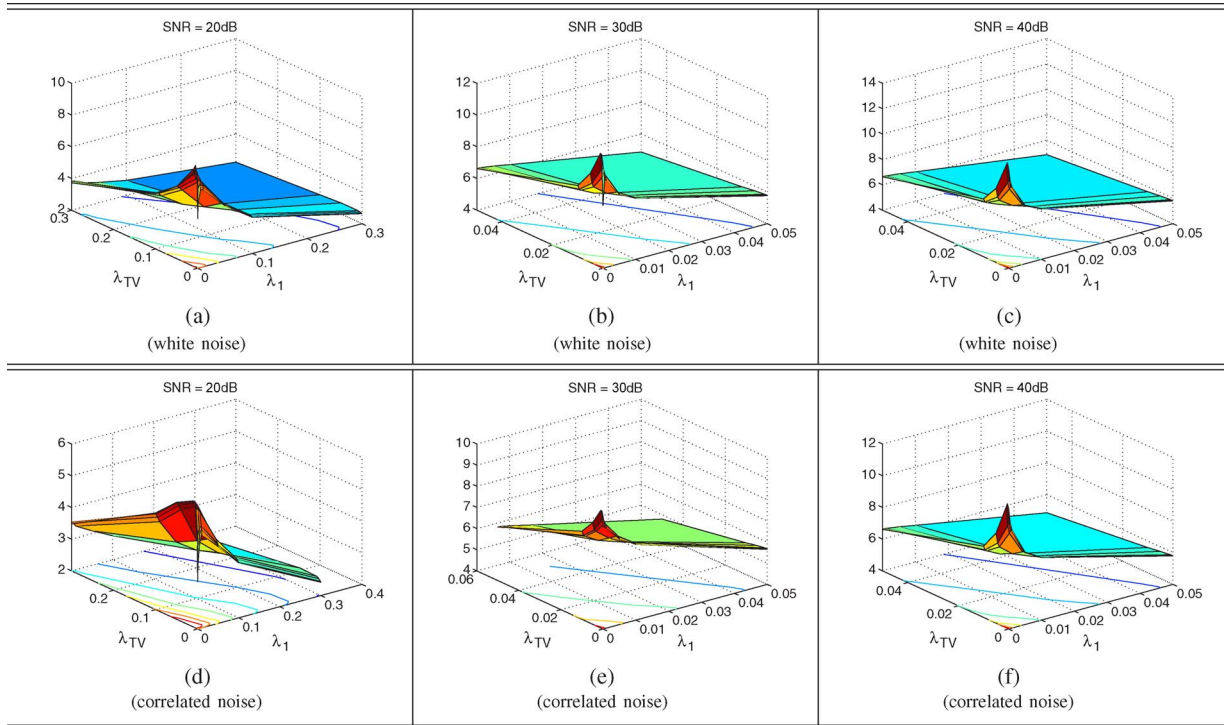 SNR = 20dB
10
8
6
4
2
0.3
0.2
0.1
0
0
0.1
0.2
0.3
λTV
λ1
(a)
(white noise)
SNR = 30dB
12
10
8
6
4
0.04
0.02
0
0
0.01
0.02
0.03
0.04
0.05
λTV
λ1
(b)
(white noise)
SNR = 40dB
14
12
10
8
6
4
0.04
0.02
0
0
0.01
0.02
0.03
0.04
0.05
λTV
λ1
(c)
(white noise)
SNR = 20dB
6
5
4
3
2
0.2
0.1
0
0
0.1
0.2
0.3
0.4
λTV
λ1
(d)
(correlated noise)
SNR = 30dB
10
9
8
7
6
5
4
0.06
0.04
0.02
0
0
0.01
0.02
0.03
0.04
0.05
λTV
λ1
(e)
(correlated noise)
SNR = 40dB
12
10
8
6
4
0.04
0.02
0
0
0.01
0.02
0.03
0.04
0.05
λTV
λ1
(f)
(correlated noise)